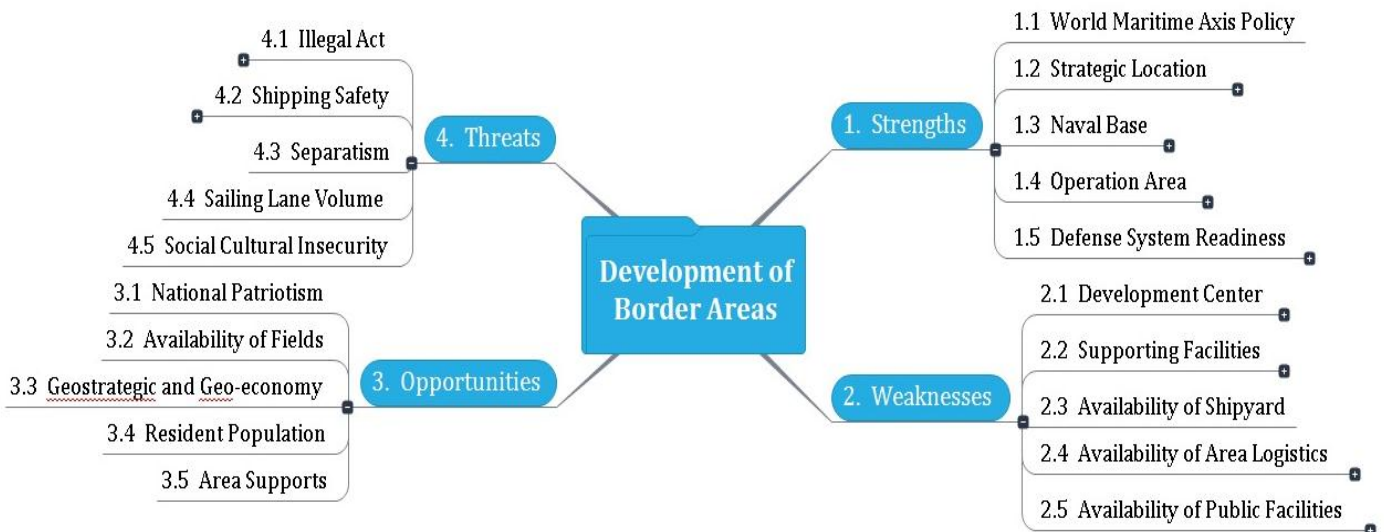 Development of
Border Areas
1. Strengths
1.1 World Maritime Axis Policy
1.2 Strategic Location
1.3 Naval Base
1.4 Operation Area
1.5 Defense System Readiness
2. Weaknesses
2.1 Development Center
2.2 Supporting Facilities
2.3 Availability of Shipyard
2.4 Availability of Area Logistics
2.5 Availability of Public Facilities
3. Opportunities
3.1 National Patriotism
3.2 Availability of Fields
3.3 Geostrategic and Geo-economy
3.4 Resident Population
3.5 Area Supports
4. Threats
4.1 Illegal Act
4.2 Shipping Safety
4.3 Separatism
4.4 Sailing Lane Volume
4.5 Social Cultural Insecurity